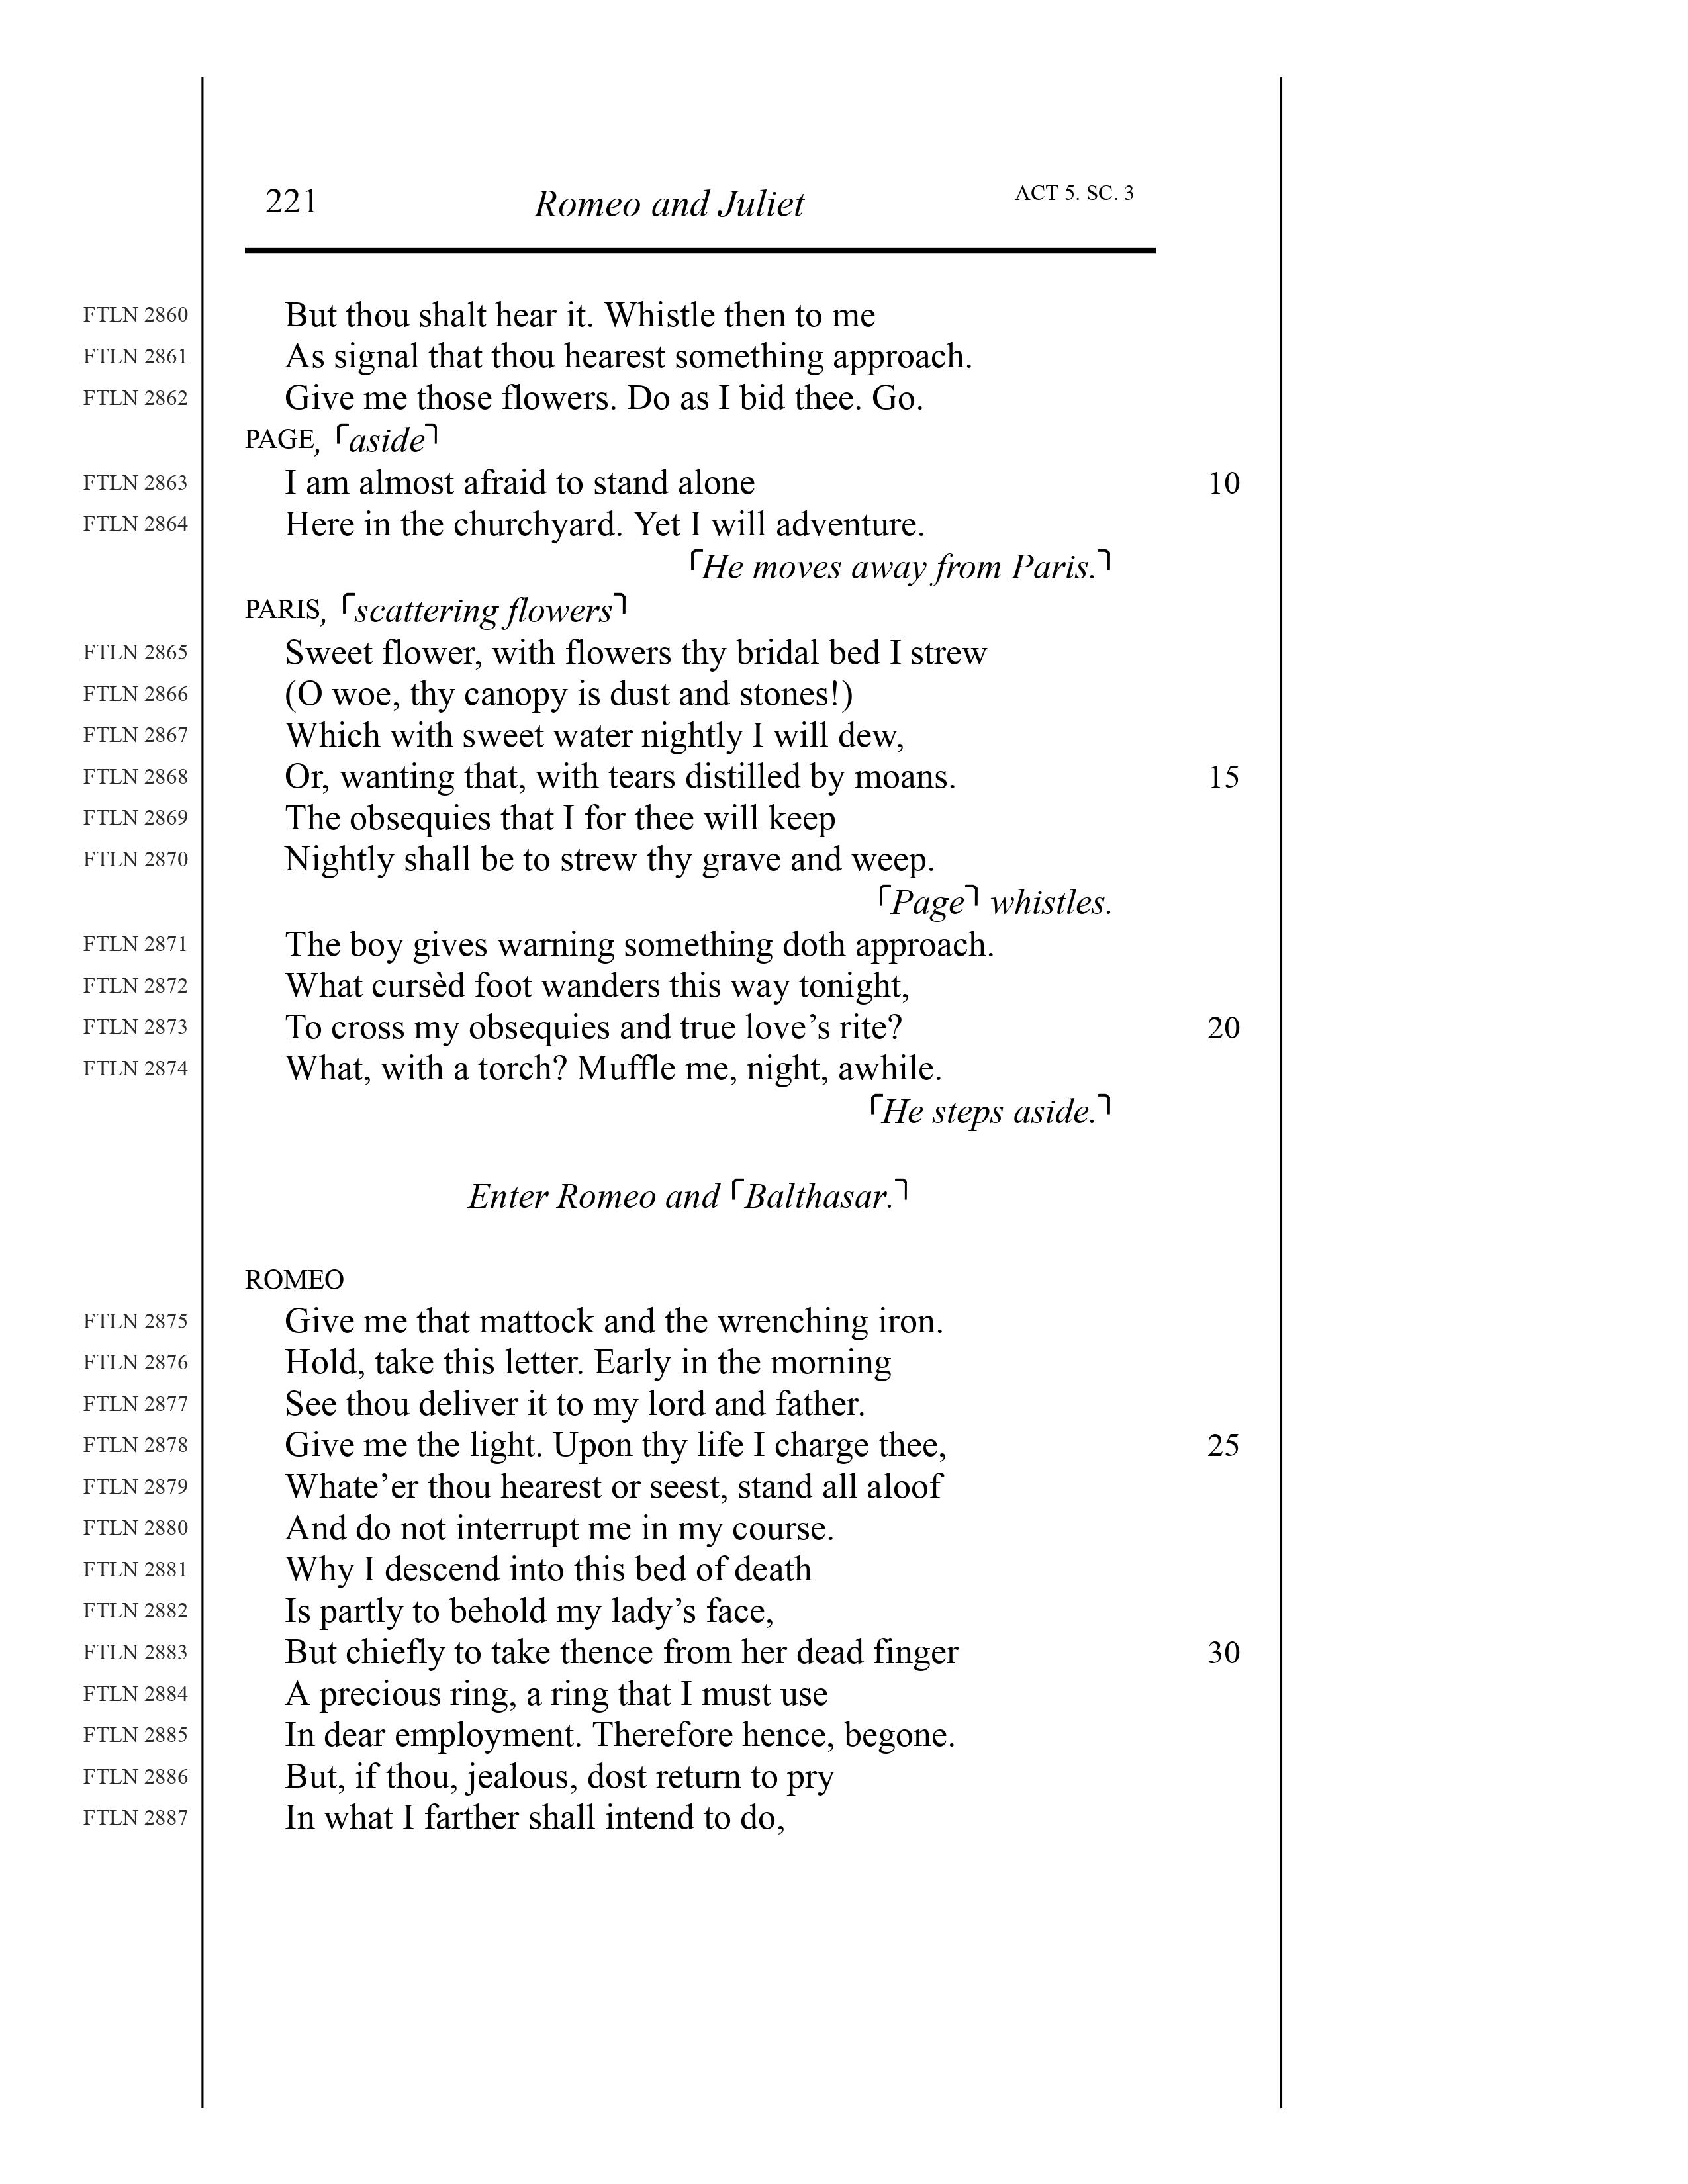 221 Romeo and Juliet ACT 5. SC. 3
FTLN 2860 But thou shalt hear it. Whistle then to me
FTLN 2861 As signal that thou hearest something approach.
FTLN 2862 Give me those flowers. Do as I bid thee. Go.
PAGE, ⌜aside⌝
FTLN 2863 I am almost afraid to stand alone 10
FTLN 2864 Here in the churchyard. Yet I will adventure.
⌜He moves away from Paris.⌝
PARIS, ⌜scattering flowers⌝
FTLN 2865 Sweet flower, with flowers thy bridal bed I strew
FTLN 2866 (O woe, thy canopy is dust and stones!)
FTLN 2867 Which with sweet water nightly I will dew,
FTLN 2868 Or, wanting that, with tears distilled by moans. 15
FTLN 2869 The obsequies that I for thee will keep
FTLN 2870 Nightly shall be to strew thy grave and weep.
⌜Page⌝ whistles.
FTLN 2871 The boy gives warning something doth approach.
FTLN 2872 What cursèd foot wanders this way tonight,
FTLN 2873 To cross my obsequies and true love’s rite? 20
FTLN 2874 What, with a torch? Muffle me, night, awhile.
⌜He steps aside.⌝
Enter Romeo and ⌜Balthasar.⌝
ROMEO
FTLN 2875 Give me that mattock and the wrenching iron.
FTLN 2876 Hold, take this letter. Early in the morning
FTLN 2877 See thou deliver it to my lord and father.
FTLN 2878 Give me the light. Upon thy life I charge thee, 25
FTLN 2879 Whate’er thou hearest or seest, stand all aloof
FTLN 2880 And do not interrupt me in my course.
FTLN 2881 Why I descend into this bed of death
FTLN 2882 Is partly to behold my lady’s face,
FTLN 2883 But chiefly to take thence from her dead finger 30
FTLN 2884 A precious ring, a ring that I must use
FTLN 2885 In dear employment. Therefore hence, begone.
FTLN 2886 But, if thou, jealous, dost return to pry
FTLN 2887 In what I farther shall intend to do,